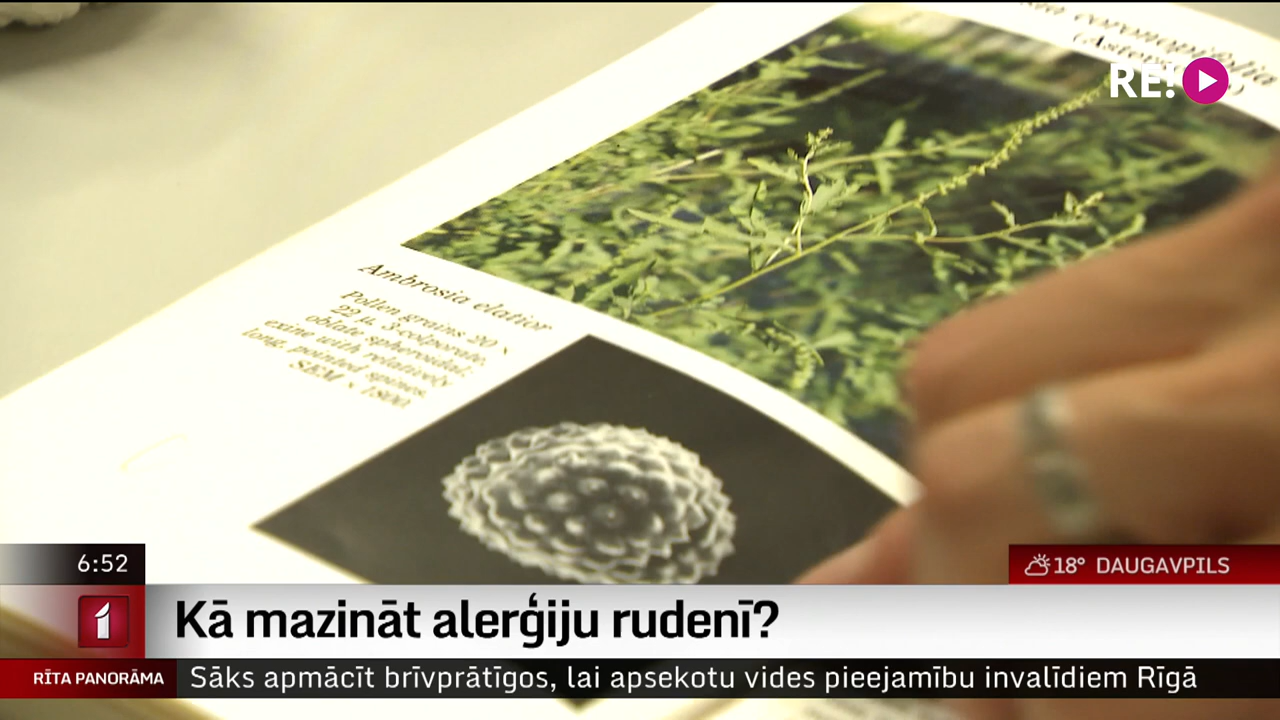 coronopifolia
RE!
Ambrosia elatior
Pollen grains 20 ×
22 µ, 3-colporate,
oblate spheroidal;
exine with relatively
long, pointed spines.
SEM × 1800.
6:52
18° DAUGAVPILS
1
Kā mazināt alerģiju rudenī?
RĪTA PANORĀMA
Sāks apmācīt brīvprātīgos, lai apsekotu vides pieejamību invalīdiem Rīgā